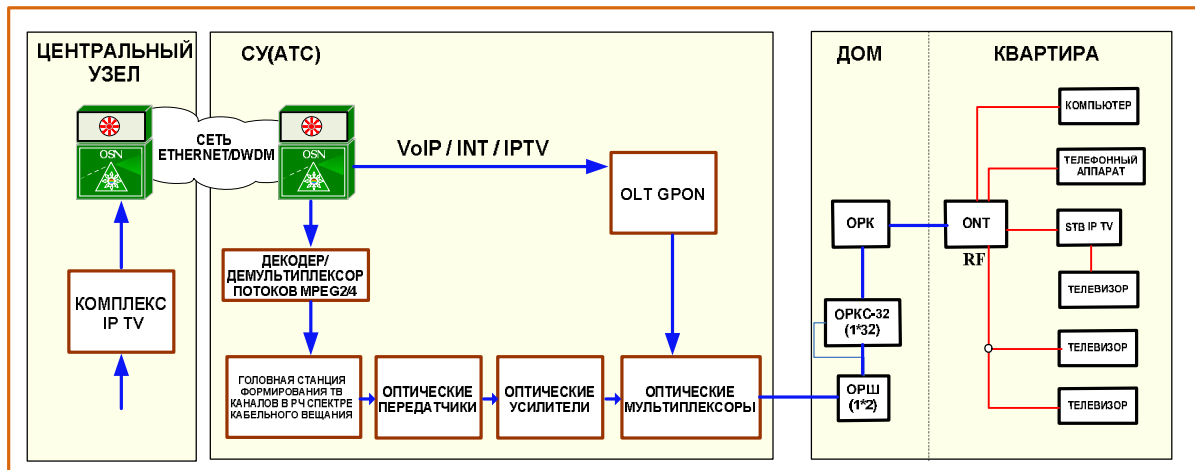 ЦЕНТРАЛЬНЫЙ
УЗЕЛ
OSN
КОМПЛЕКС
IP TV
СЕТЬ
ETHERNET/DWDM
СУ(АТС)
OSN
VoIP / INT / IPTV
OLT GPON
ДЕКОДЕР/
ДЕМУЛЬТИПЛЕКСОР
ПОТОКОВ MPEG2/4
ГОЛОВНАЯ СТАНЦИЯ
ФОРМИРОВАНИЯ ТВ
КАНАЛОВ В РЧ СПЕКТРЕ
КАБЕЛЬНОГО ВЕЩАНИЯ
ОПТИЧЕСКИЕ
ПЕРЕДАТЧИКИ
ОПТИЧЕСКИЕ
УСИЛИТЕЛИ
ОПТИЧЕСКИЕ
МУЛЬТИПЛЕКСОРЫ
ДОМ
ОРК
ОРКС-32
(1*32)
ОРШ
(1*2)
КВАРТИРА
ONT
RF
КОМПЬЮТЕР
ТЕЛЕФОННЫЙ
АППАРАТ
STB IP TV
ТЕЛЕВИЗОР
ТЕЛЕВИЗОР
ТЕЛЕВИЗОР